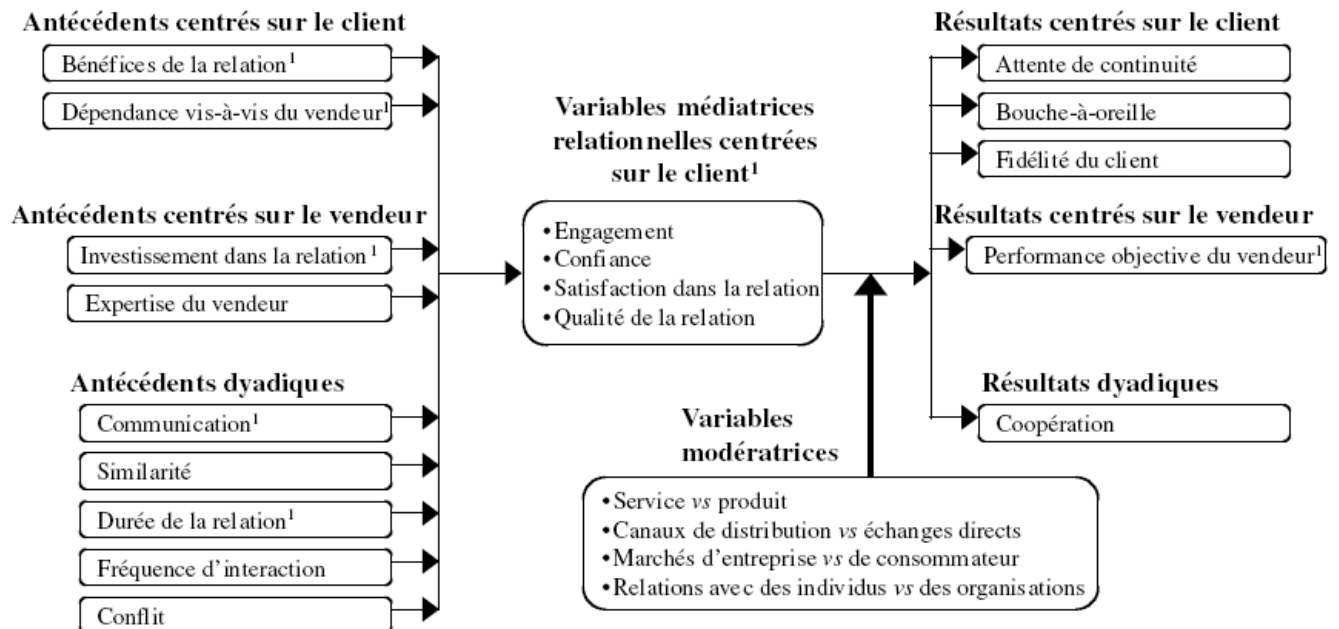 Antécédents centrés sur le client
Bénéfices de la relation¹
Dépendance vis-à-vis du vendeur¹
Antécédents centrés sur le vendeur
Investissement dans la relation ¹
Expertise du vendeur
Antécédents dyadiques
Communication¹
Similarité
Durée de la relation¹
Fréquence d’interaction
Conflit
Variables médiatrices
relationnelles centrées
sur le client¹
•Engagement
•Confiance
•Satisfaction dans la relation
•Qualité de la relation
Variables
modératrices
•Service vs produit
•Canaux de distribution vs échanges directs
•Marchés d’entreprise vs de consommateur
•Relations avec des individus vs des organisations
Résultats centrés sur le client
Attente de continuité
Bouche-à-oreille
Fidélité du client
Résultats centrés sur le vendeur
Performance objective du vendeur¹
Résultats dyadiques
Coopération